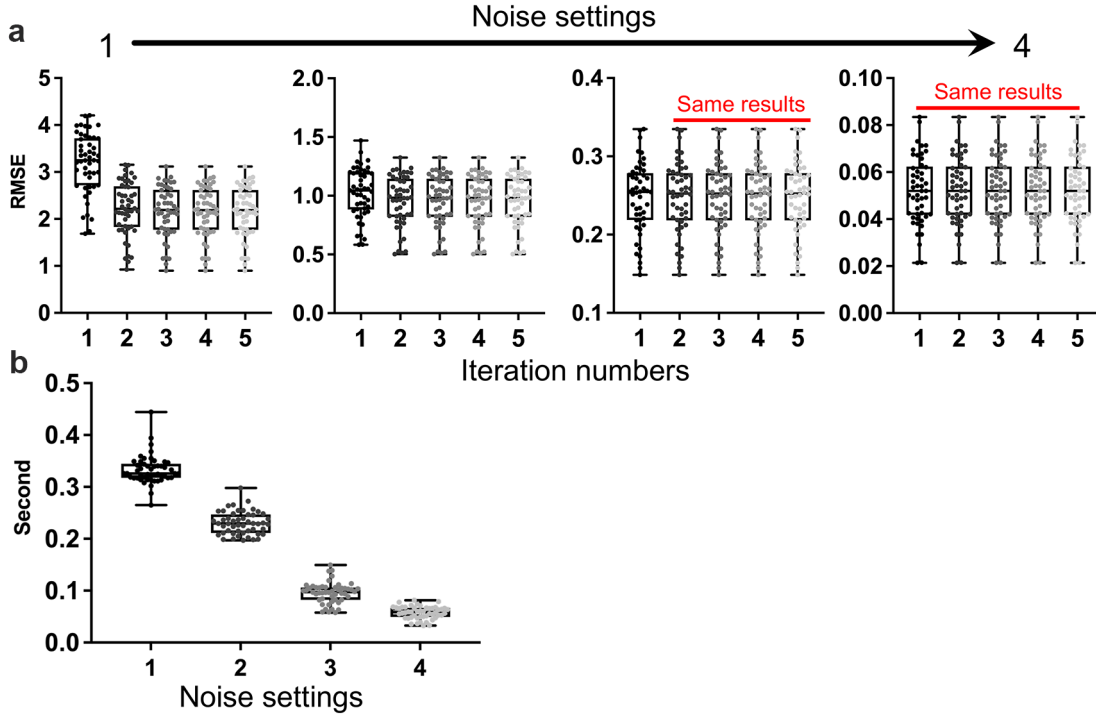 Noise settings
a
1 4
5 2.0 0.4 0.10
Same results Same results
4 0.08
1.5
3 0.3 0.06
RMSE
1.0
2 0.2 0.04
0.5
1 0.02
0 0.0 0.1 0.00
1 2 3 4 5 1 2 3 4 5 1 2 3 4 5 1 2 3 4 5
Iteration numbers
b
0.5
0.4
0.3
Second
0.2
0.1
0.0
1 2 3 4
Noise settings